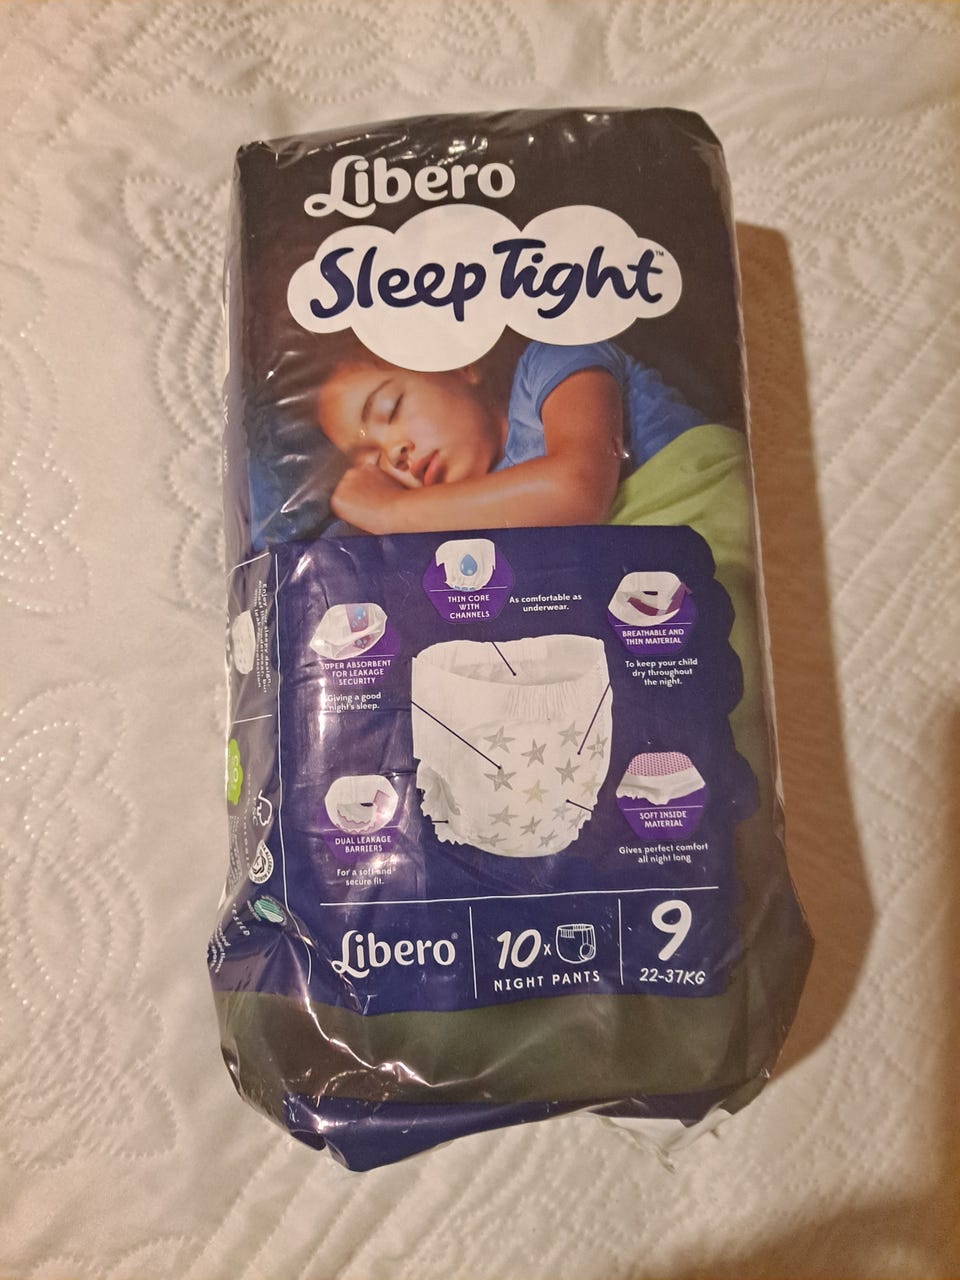 Libero
Sleep Tight™
THIN CORE
WITH
CHANNELS
As comfortable as
underwear.
SUPER ABSORBENT
FOR LEAKAGE
SECURITY
Giving a good
night's sleep.
BREATHABLE AND
THIN MATERIAL
To keep your child
dry throughout
the night.
DUAL LEAKAGE
BARRIERS
For a soft and
secure fit.
SOFT INSIDE
MATERIAL
Gives perfect comfort
all night long
Libero®
10x
NIGHT PANTS
9
22-37KG